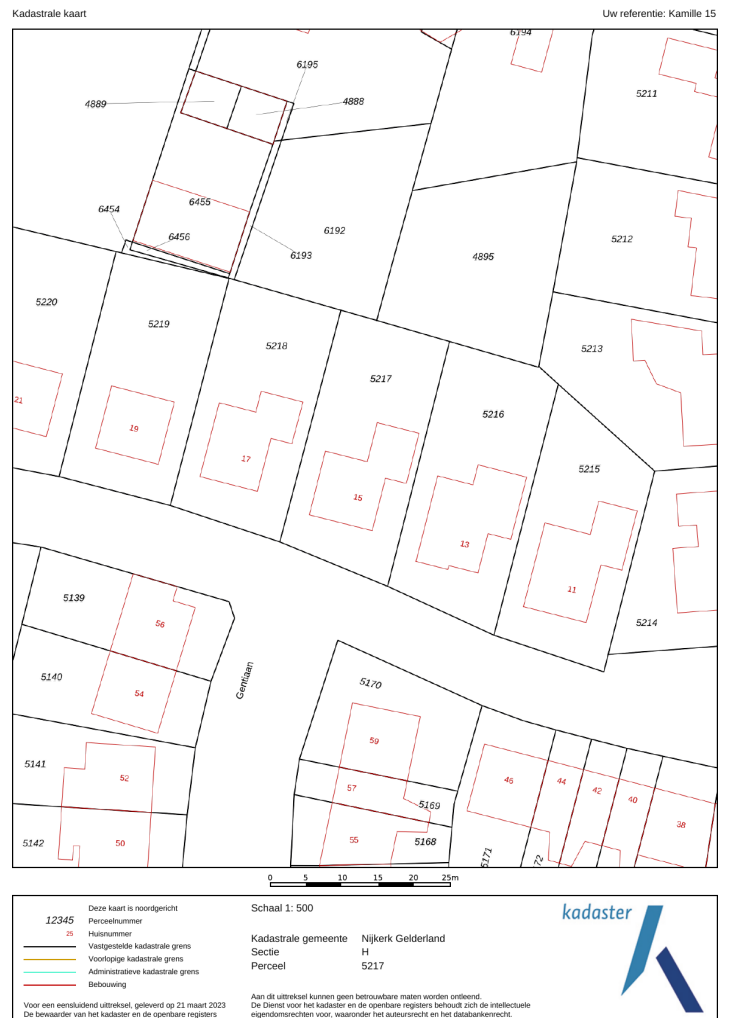 Kadastrale kaart
Uw referentie: Kamille 15
6194
6195
5211
4889
4888
6455
6454
6456
6192
6193
4895
5212
5220
5219
5218
5217
5216
5213
5215
21
19
17
15
13
11
5139
56
5214
5140
54
Gentiaan
5170
59
5141
52
57
5169
46
44
42
40
38
5142
50
55
5168
5171
72
0 5 10 15 20 25m
Deze kaart is noordgericht
12345 Perceelnummer
25 Huisnummer
Vastgestelde kadastrale grens
Voorlopige kadastrale grens
Administratieve kadastrale grens
Bebouwing
Voor een eensluidend uittreksel, geleverd op 21 maart 2023
De bewaarder van het kadaster en de openbare registers
Schaal 1: 500
Kadastrale gemeente Nijkerk Gelderland
Sectie H
Perceel 5217
Aan dit uittreksel kunnen geen betrouwbare maten worden ontleend.
De Dienst voor het kadaster en de openbare registers behoudt zich de intellectuele
eigendomsrechten voor, waaronder het auteursrecht en het databankenrecht.
kadaster